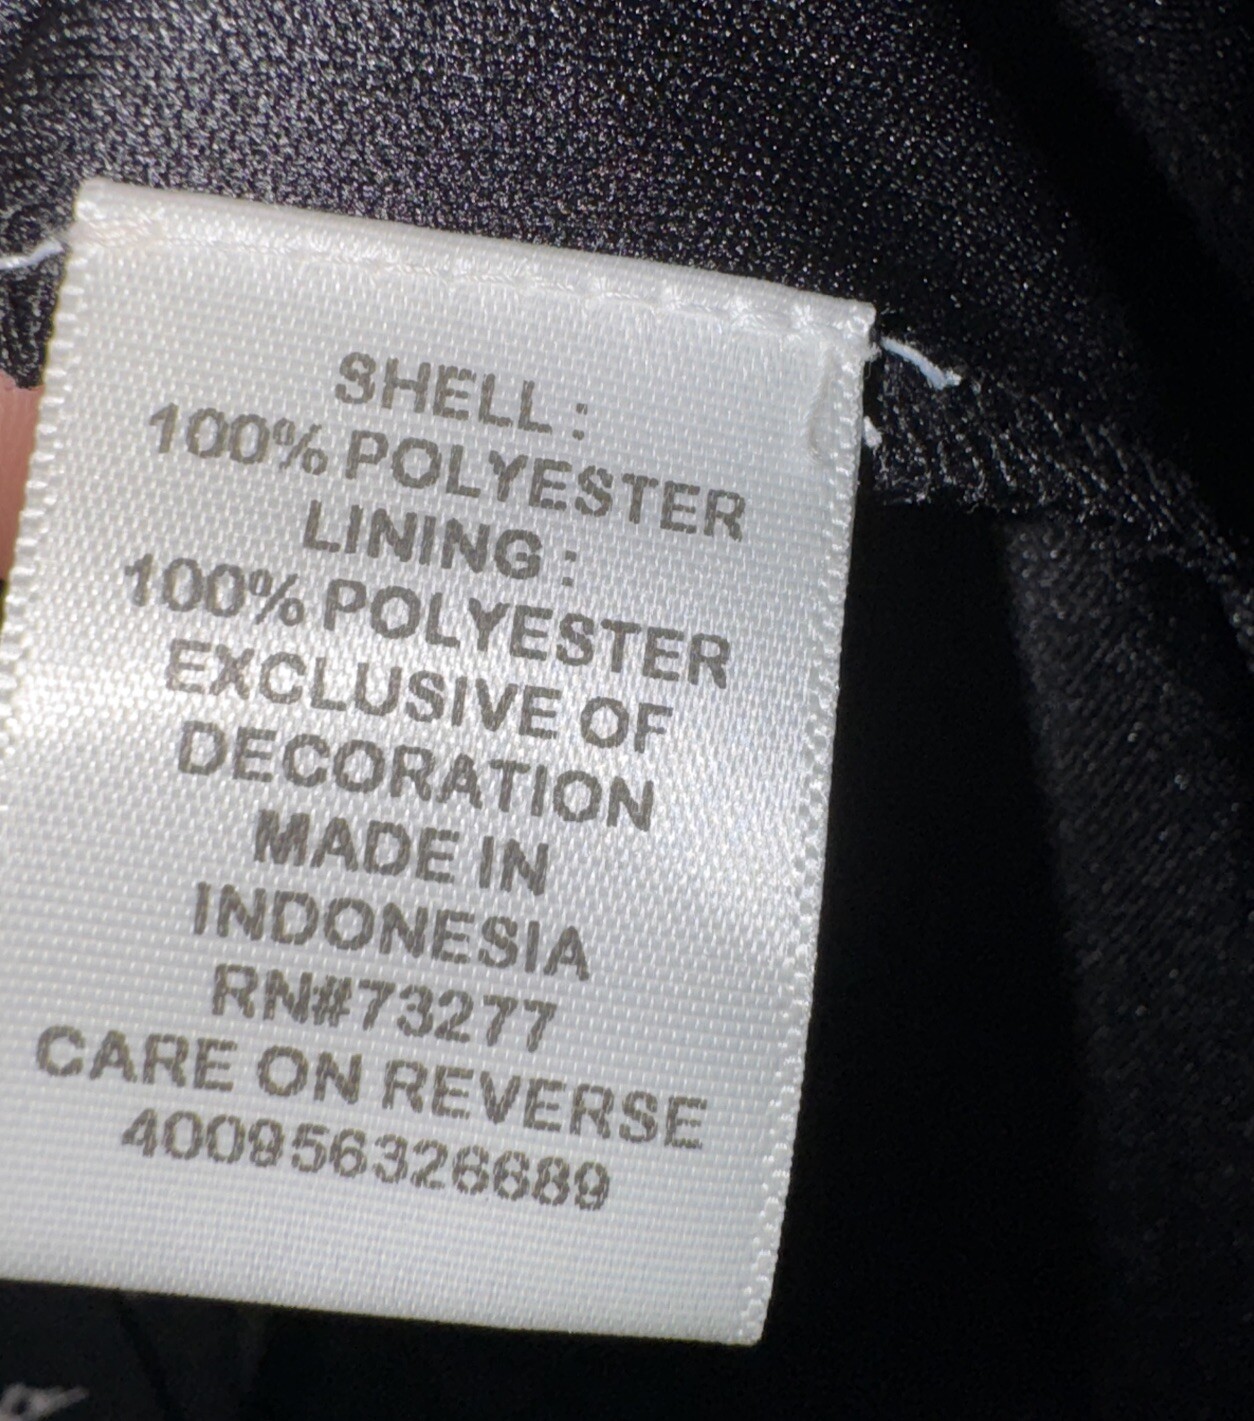 SHELL :
100% POLYESTER
LINING :
100% POLYESTER
EXCLUSIVE OF
DECORATION
MADE IN
INDONESIA
RN#73277
CARE ON REVERSE
400956326689